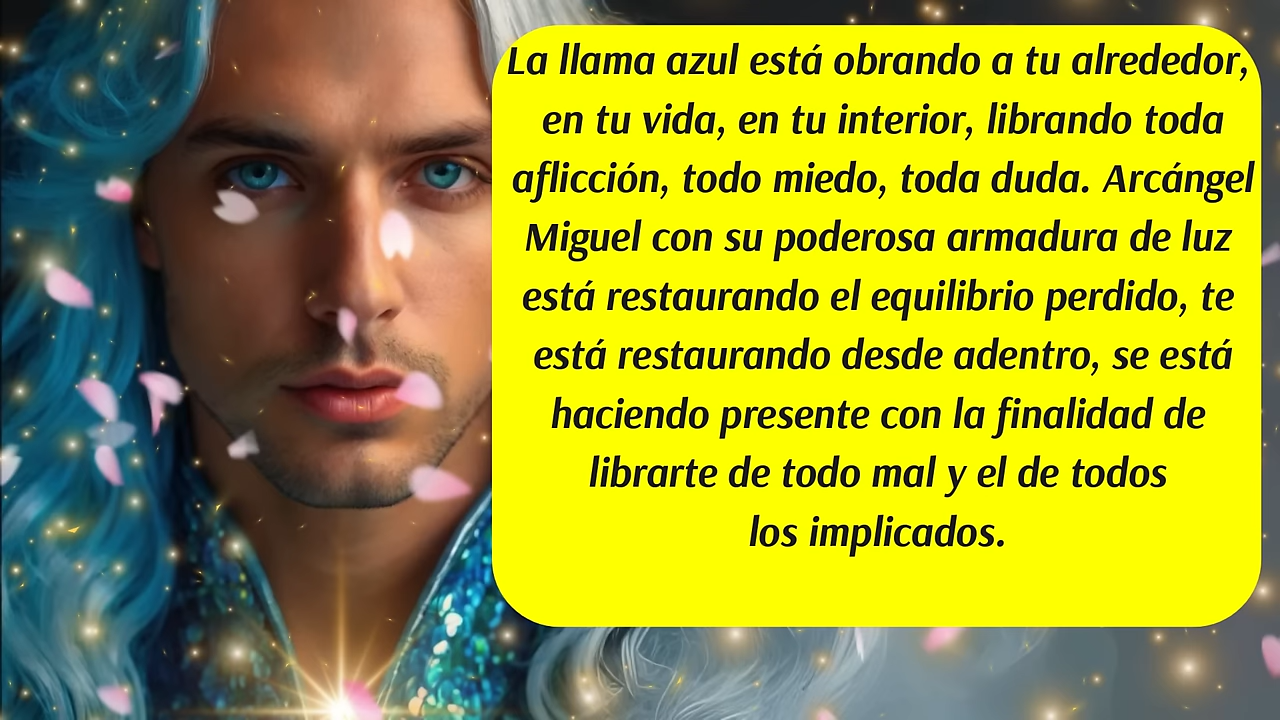 La llama azul está obrando a tu alrededor,
en tu vida, en tu interior, librando toda
aflicción, todo miedo, toda duda. Arcángel
Miguel con su poderosa armadura de luz
está restaurando el equilibrio perdido, te
está restaurando desde adentro, se está
haciendo presente con la finalidad de
librarte de todo mal y el de todos
los implicados.